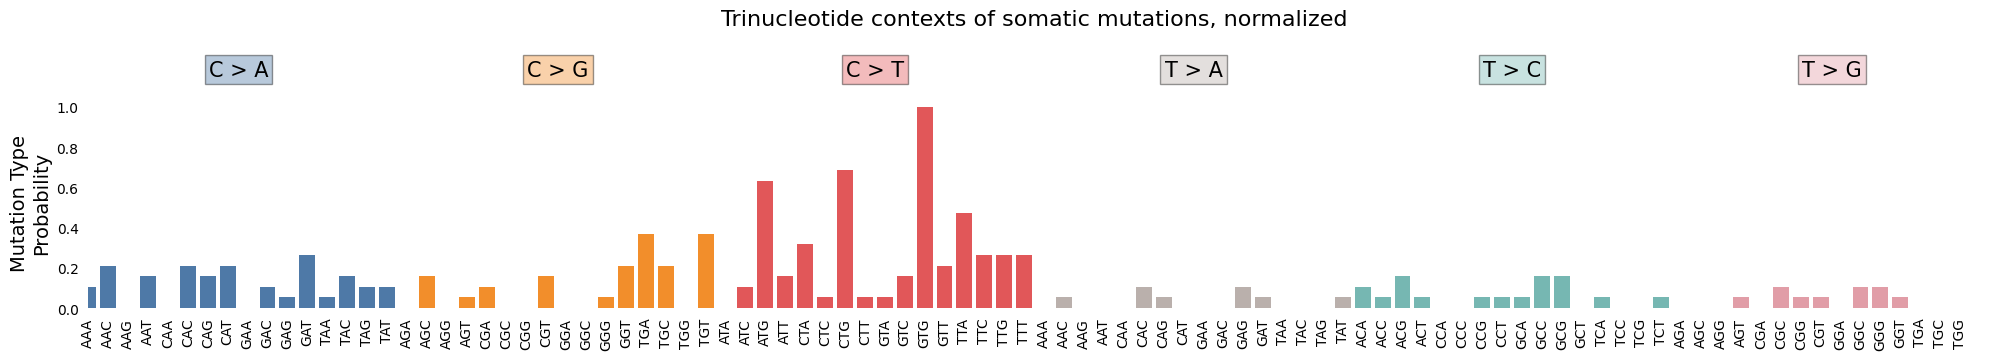 Trinucleotide contexts of somatic mutations, normalized
C > A C > G C > T T > A T > C T > G
Mutation Type
Probability
1.0
0.8
0.6
0.4
0.2
0.0
AAA AAC AAG AAT CAA CAC CAG CAT GAA GAC GAG GAT TAA TAC TAG TAT AGA AGC AGG AGT CGA CGC CGG CGT GGA GGC GGG GGT TGA TGC TGG TGT ATA ATC ATG ATT CTA CTC CTG CTT GTA GTC GTG GTT TTA TTC TTG TTT AAA AAC AAG AAT CAA CAC CAG CAT GAA GAC GAG GAT TAA TAC TAG TAT ACA ACC ACG ACT CCA CCC CCG CCT GCA GCC GCG GCT TCA TCC TCG TCT AGA AGC AGG AGT CGA CGC CGG CGT GGA GGC GGG GGT TGA TGC TGG